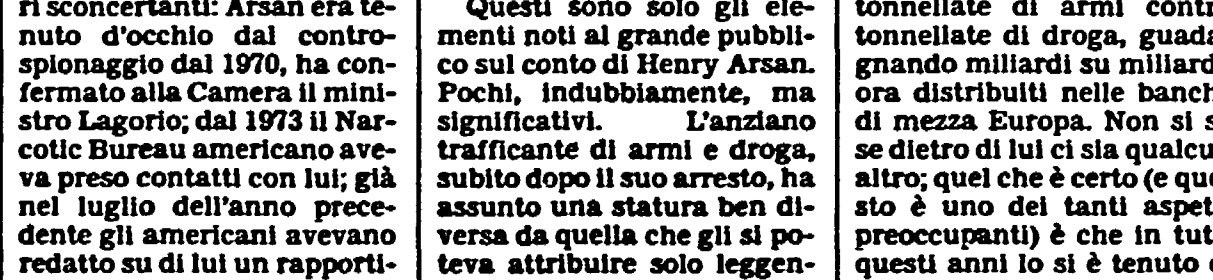 ri sconcertanti: Arsan era te-
nuto d'occhio dal contro-
spionaggio dal 1970, ha con-
fermato alla Camera il mini-
stro Lagorio; dal 1973 il Nar-
cotic Bureau americano ave-
va preso contatti con lui; già
nel luglio dell'anno prece-
dente gli americani avevano
redatto su di lui un rapporti-
Questi sono solo gli ele-
menti noti al grande pubbli-
co sul conto di Henry Arsan.
Pochi, indubbiamente, ma
significativi. L'anziano
trafficante di armi e droga,
subito dopo il suo arresto, ha
assunto una statura ben di-
versa da quella che gli si po-
teva attribuire solo leggen-
tonnellate di armi contr
tonnellate di droga, guada
gnando miliardi su miliard
ora distribuiti nelle banch
di mezza Europa. Non si s
se dietro di lui ci sia qualcu
altro; quel che è certo (e que
sto è uno dei tanti aspet
preoccupanti) è che in tut
questi anni lo si è tenuto